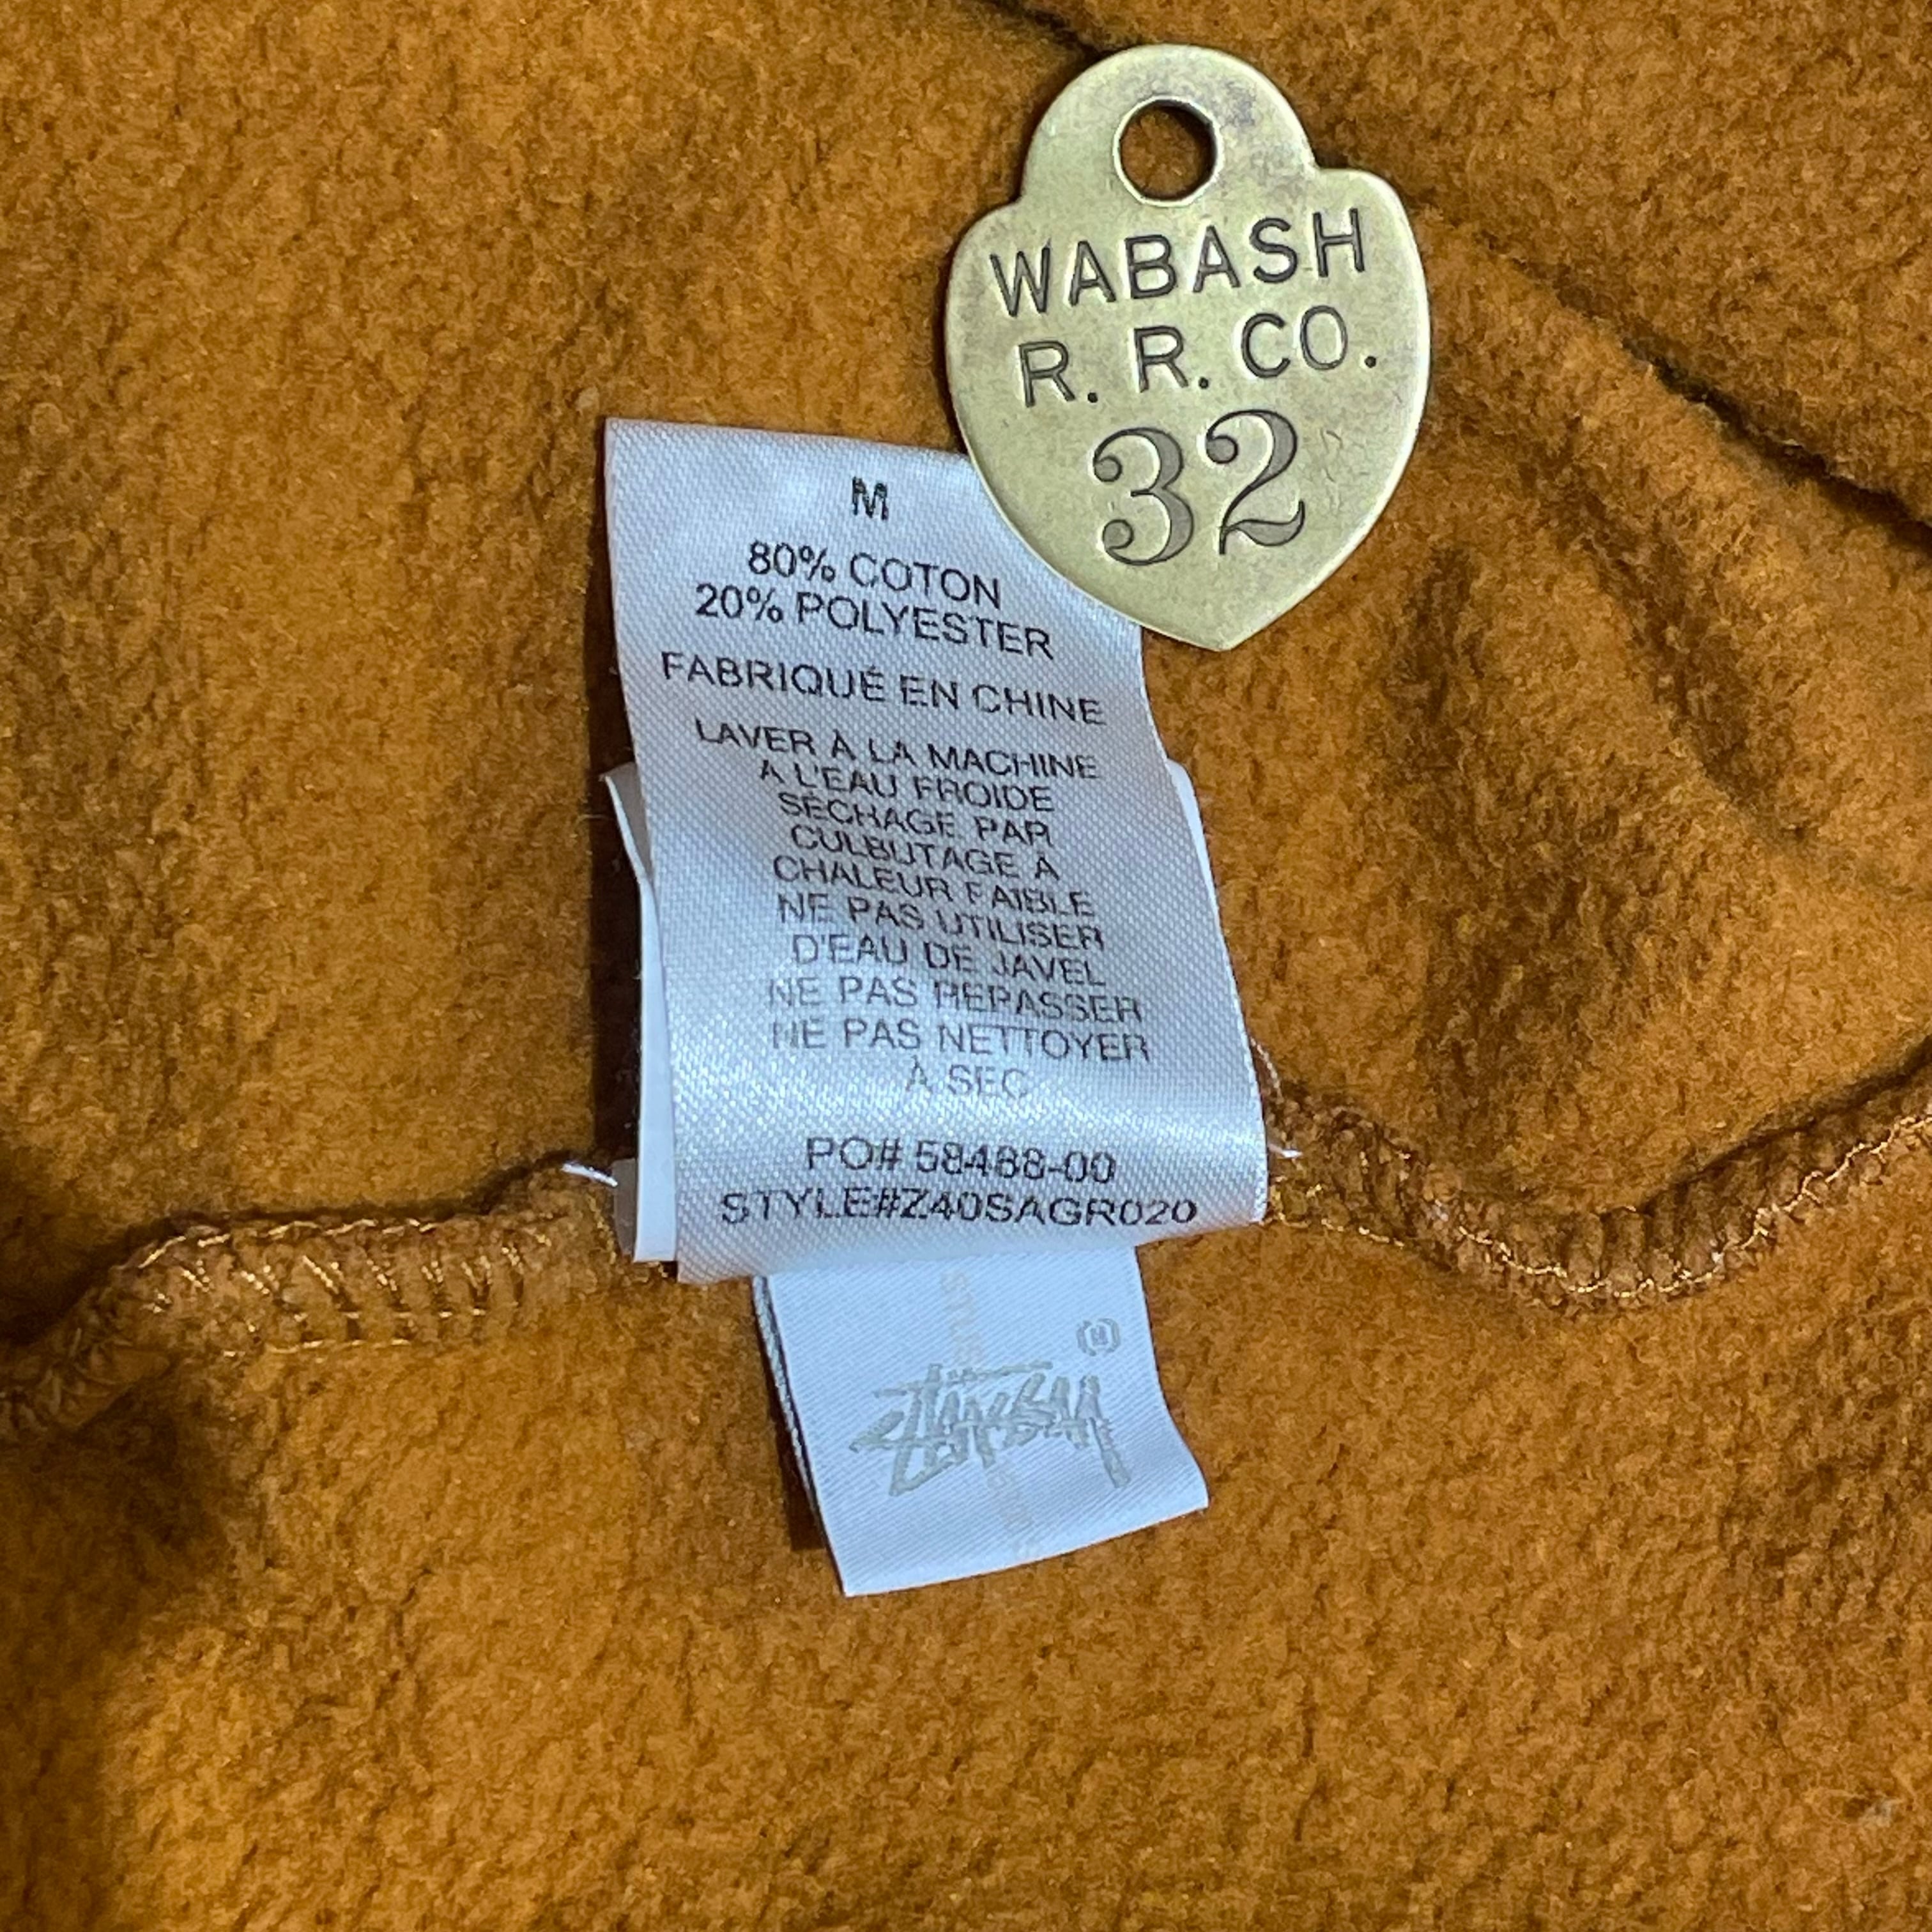 WABASH
R. R. CO.
32
M
80% COTON
20% POLYESTER
FABRIQUÉ EN CHINE
LAVER À LA MACHINE
À L'EAU FROIDE
SÉCHAGE PAR
CULBUTAGE À
CHALEUR FAIBLE
NE PAS UTILISER
D'EAU DE JAVEL
NE PAS REPASSER
NE PAS NETTOYER
À SEC
PO# 58488-00
STYLE#Z40SAGR020
STÜSSY